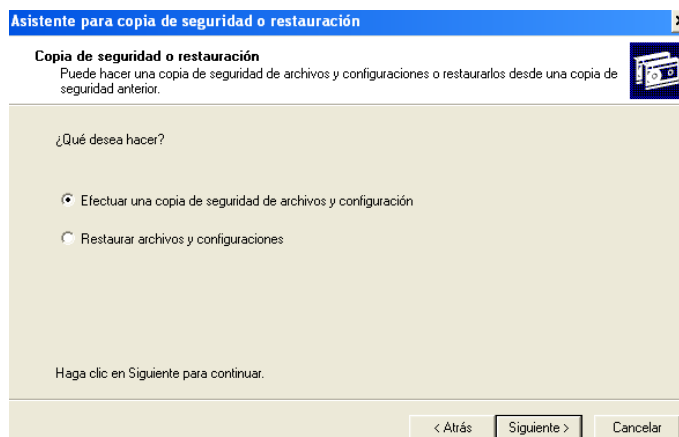 Asistente para copia de seguridad o restauración
Copia de seguridad o restauración
Puede hacer una copia de seguridad de archivos y configuraciones o restaurarlos desde una copia de
seguridad anterior.
¿Qué desea hacer?
Efectuar una copia de seguridad de archivos y configuración
Restaurar archivos y configuraciones
Haga clic en Siguiente para continuar.
< Atrás Siguiente > Cancelar